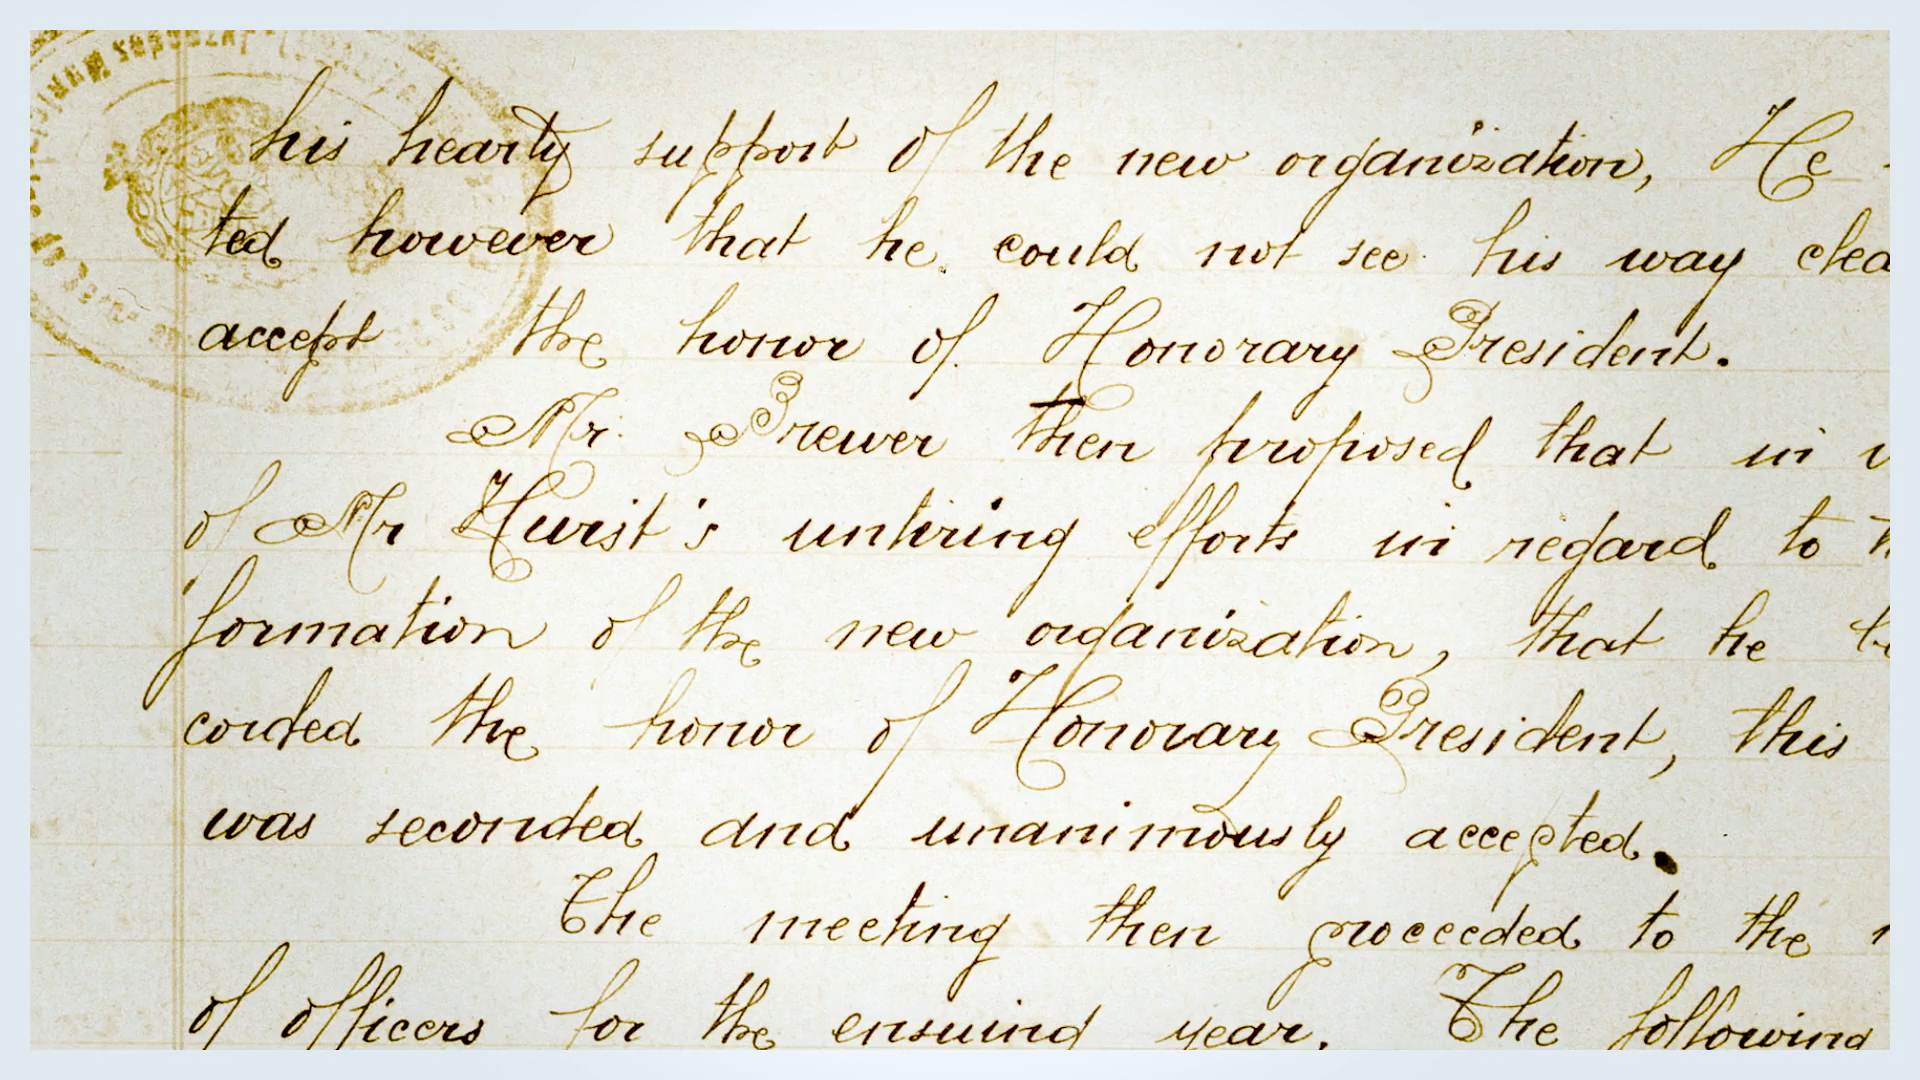 his hearty support of the new organization, He
ted however that he could not see his way clea
accept the honor of Honorary President.
Mr. Brewer then proposed that in v
of Mr Hurst's untiring efforts in regard to th
formation of the new organization, that he
corded the honor of Honorary President, this
was seconded and unanimously accepted.
The meeting then proceeded to the
of officers for the ensuing year. The following